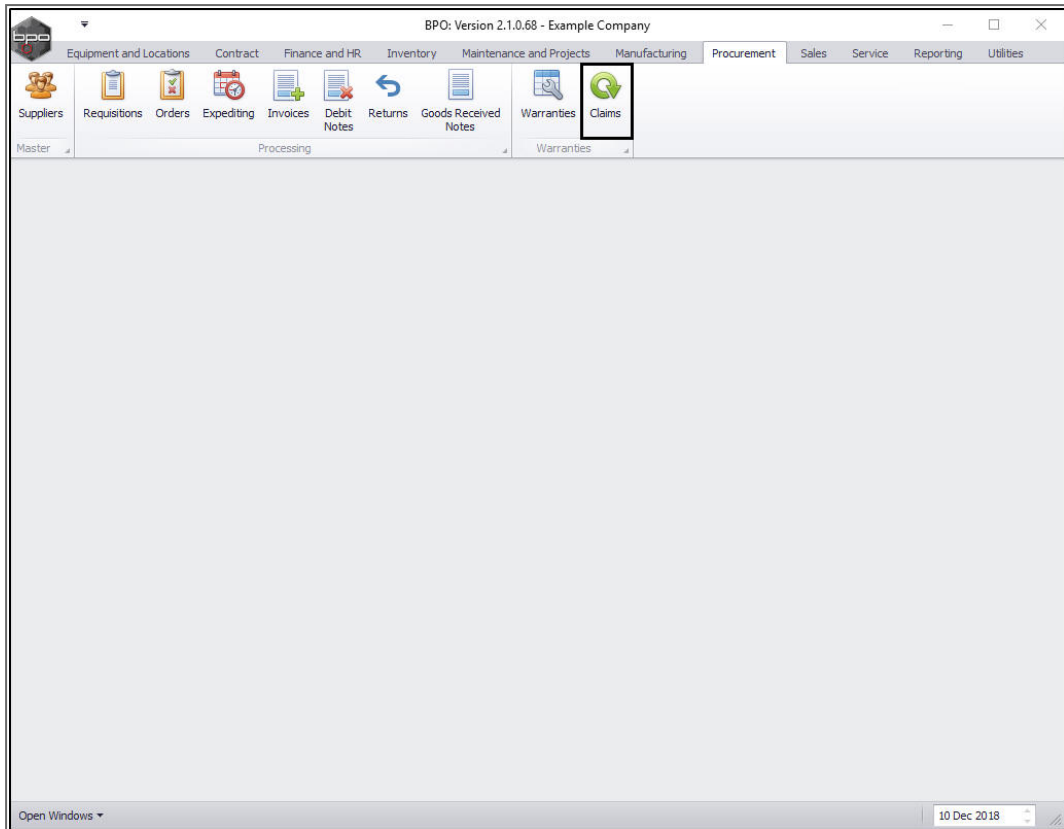 BPO: Version 2.1.0.68 - Example Company
bpo
Equipment and Locations Contract Finance and HR Inventory Maintenance and Projects Manufacturing Procurement Sales Service Reporting Utilities
Suppliers Requisitions Orders Expediting Invoices Debit Notes Returns Goods Received Notes Warranties Claims
Master Processing Warranties
Open Windows 10 Dec 2018